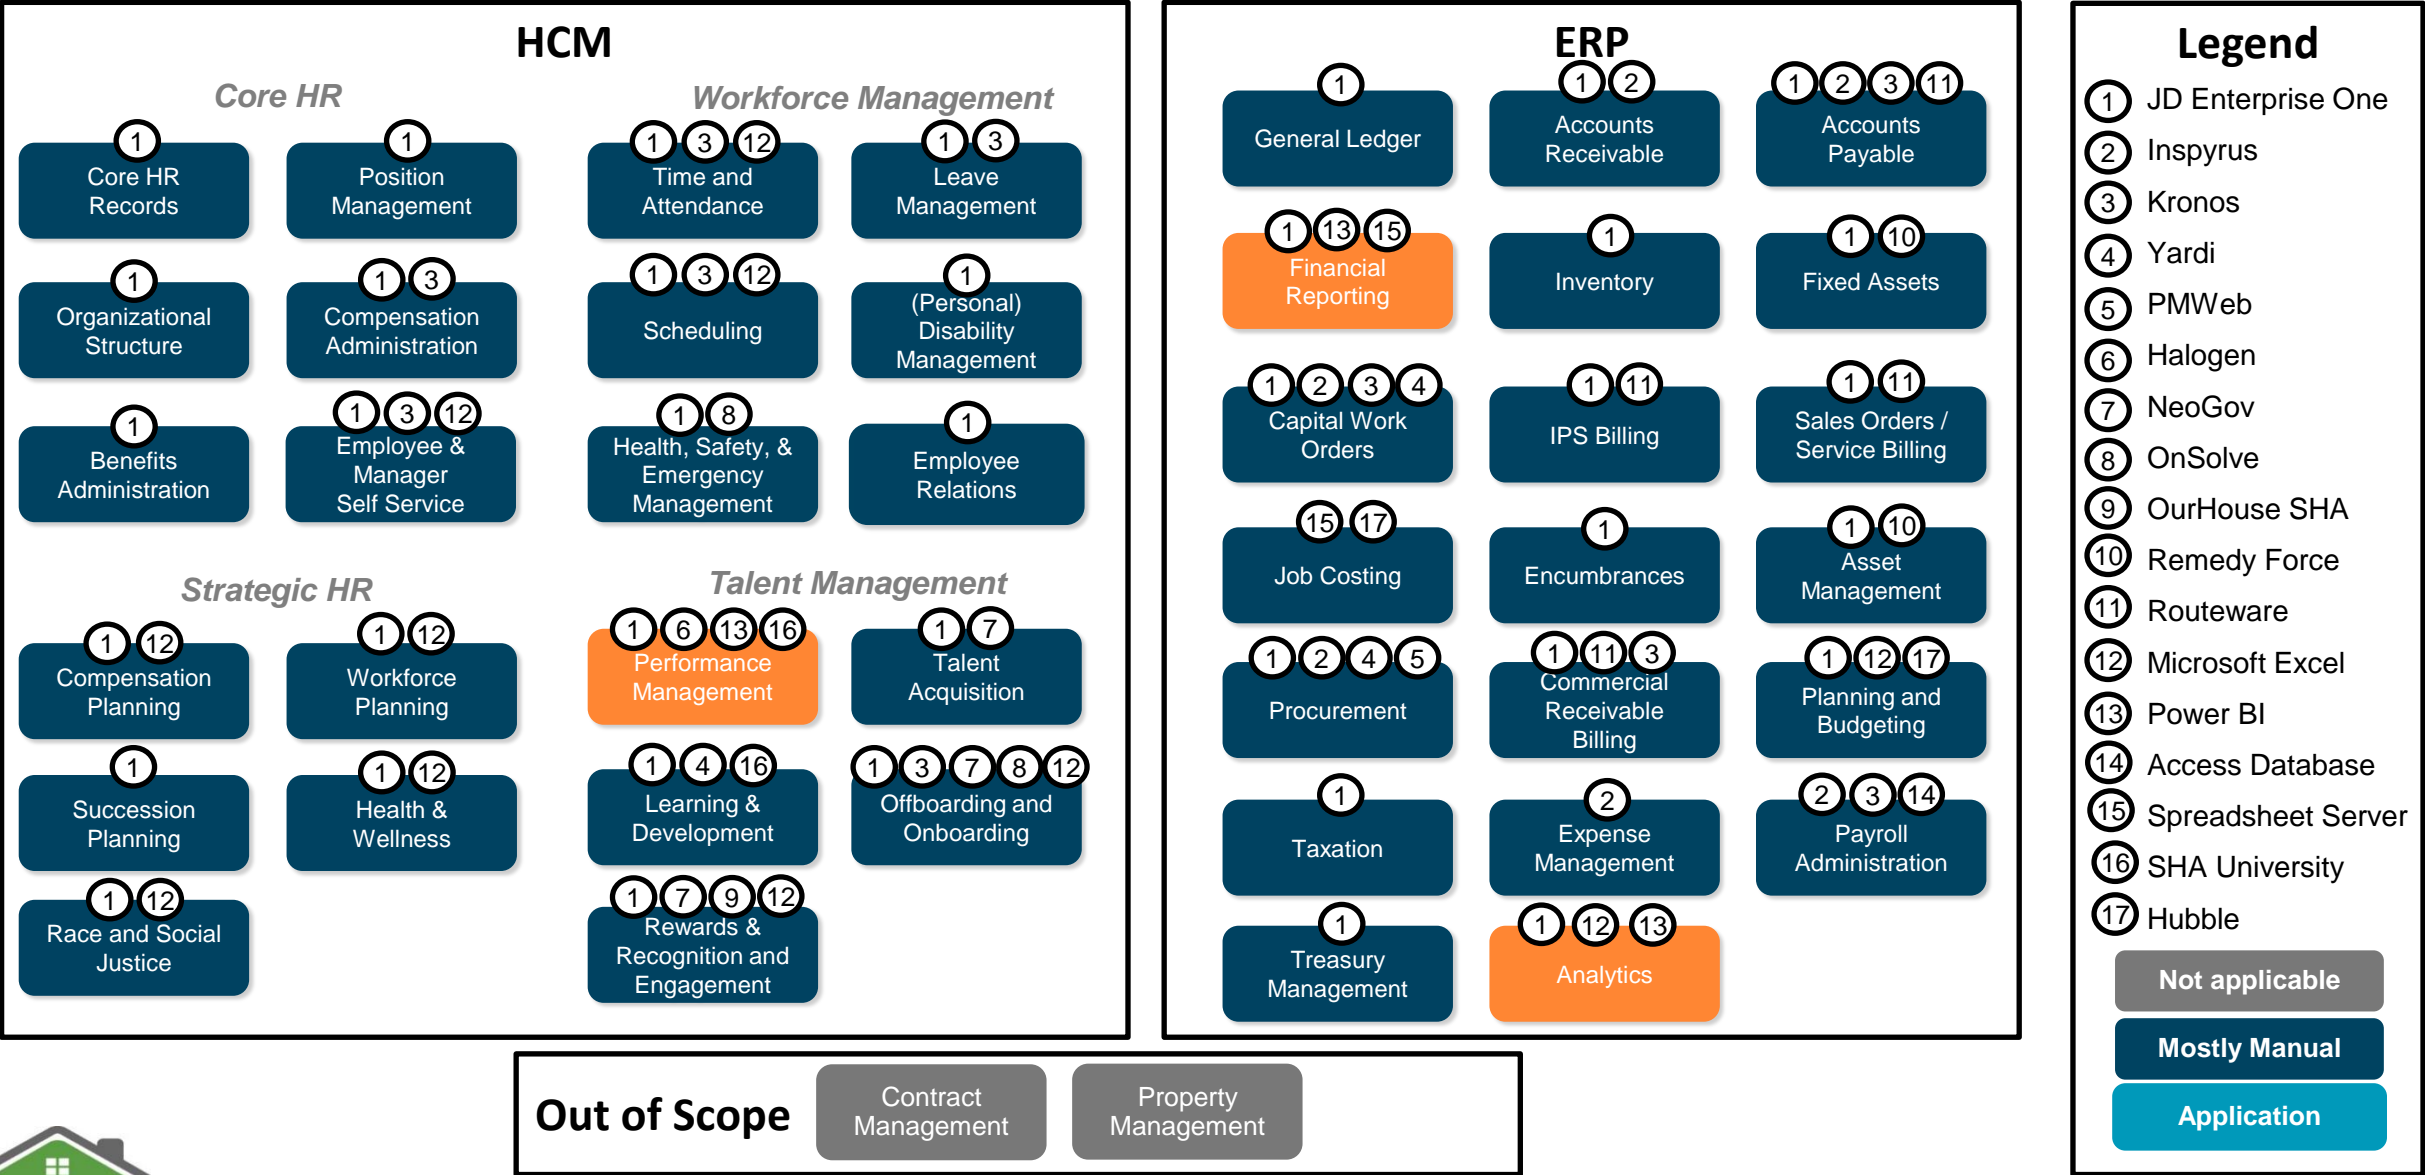 HCM
Core HR
1
Core HR
Records
1
Position
Management
1
Organizational
Structure
1 3
Compensation
Administration
1
Benefits
Administration
1 3 12
Employee &
Manager
Self Service
Workforce Management
1 3 12
Time and
Attendance
1 3
Leave
Management
1 3 12
Scheduling
1
(Personal)
Disability
Management
1 8
Health, Safety, &
Emergency
Management
1
Employee
Relations
Strategic HR
1 12
Compensation
Planning
1 12
Workforce
Planning
1
Succession
Planning
1 12
Health &
Wellness
1 12
Race and Social
Justice
Talent Management
1 6 13 16
Performance
Management
1 7
Talent
Acquisition
1 4 16
Learning &
Development
1 3 7 8 12
Offboarding and
Onboarding
1 7 9 12
Rewards &
Recognition and
Engagement
ERP
1
General Ledger
1 2
Accounts
Receivable
1 2 3 11
Accounts
Payable
1 13 15
Financial
Reporting
1
Inventory
1 10
Fixed Assets
1 2 3 4
Capital Work
Orders
1 11
IPS Billing
1 11
Sales Orders /
Service Billing
15 17
Job Costing
1
Encumbrances
1 10
Asset
Management
1 2 4 5
Procurement
1 11 3
Commercial
Receivable
Billing
1 12 17
Planning and
Budgeting
1
Taxation
2
Expense
Management
2 3 14
Payroll
Administration
1
Treasury
Management
1 12 13
Analytics
Legend
1 JD Enterprise One
2 Inspyrus
3 Kronos
4 Yardi
5 PMWeb
6 Halogen
7 NeoGov
8 OnSolve
9 OurHouse SHA
10 Remedy Force
11 Routeware
12 Microsoft Excel
13 Power BI
14 Access Database
15 Spreadsheet Server
16 SHA University
17 Hubble
Not applicable
Mostly Manual
Application
Out of Scope
Contract
Management
Property
Management